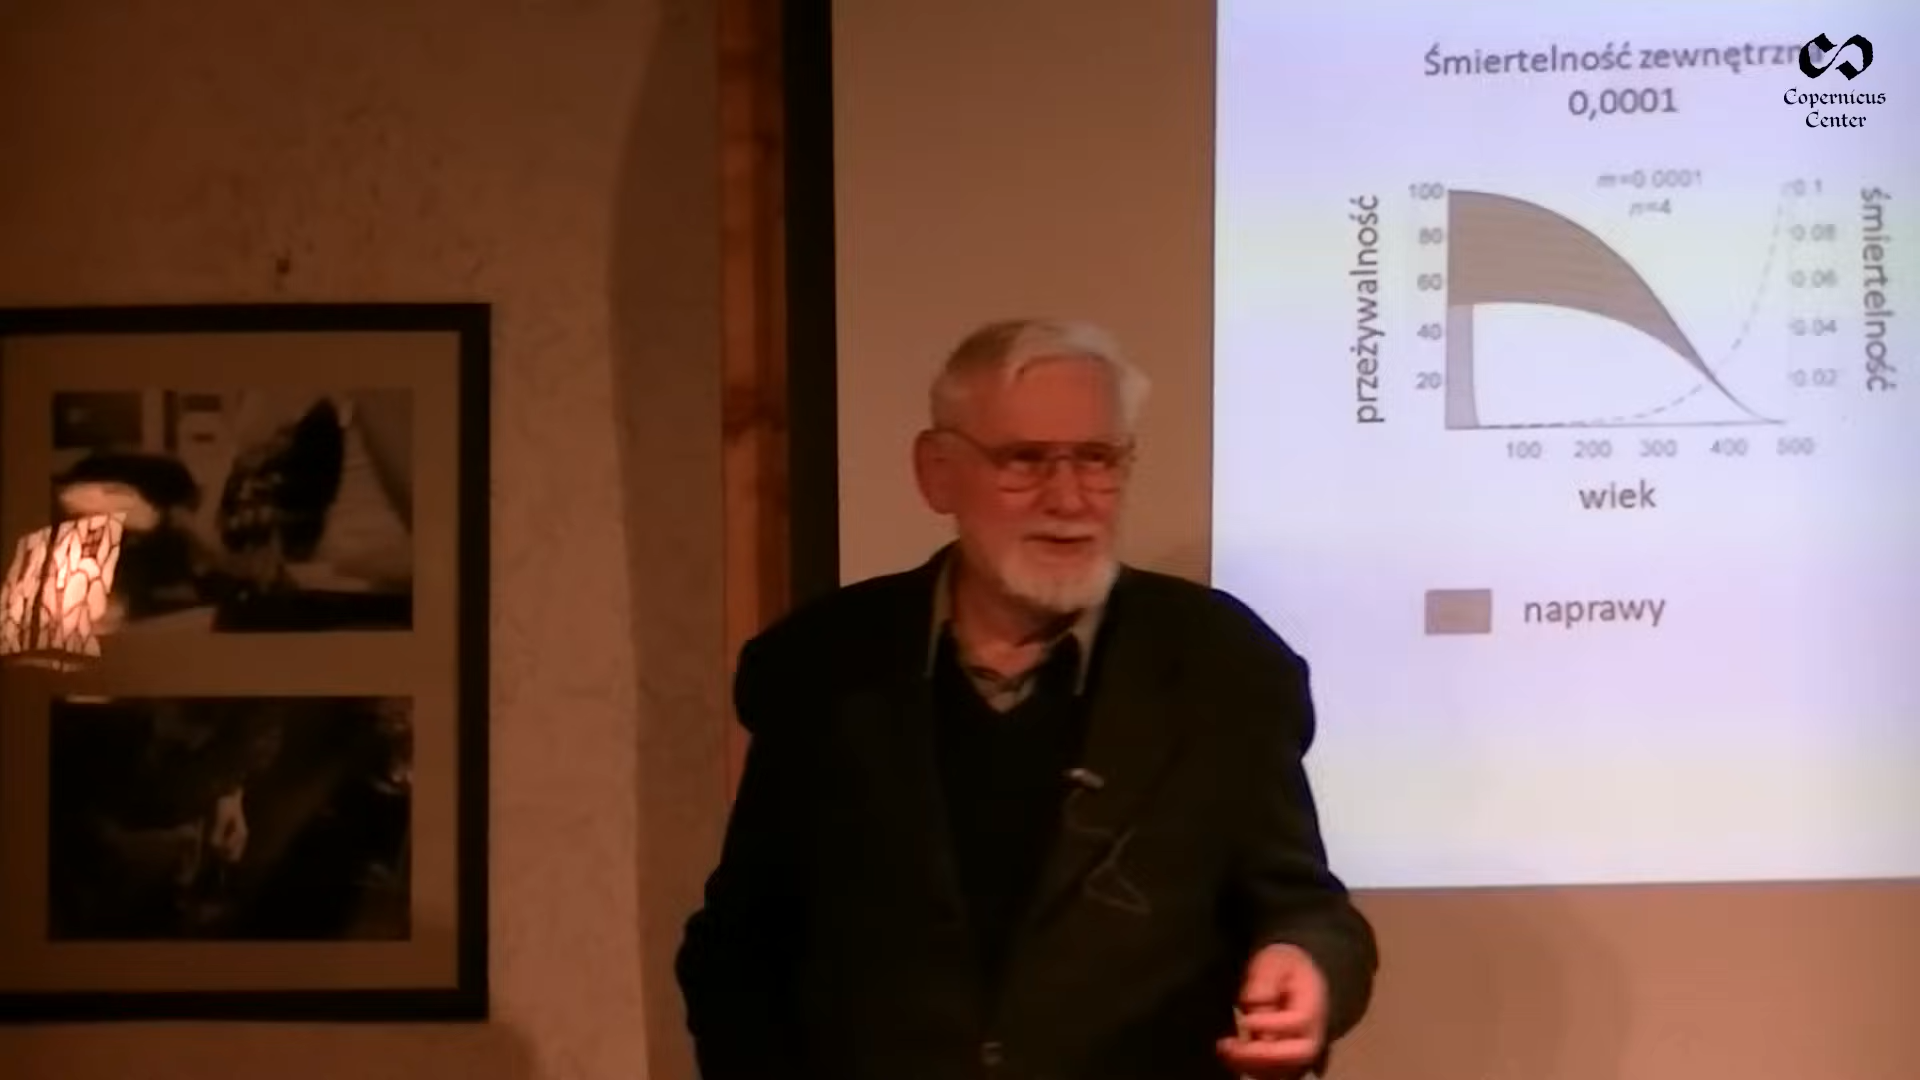 Śmiertelność zewnętrzna
0,0001
Copernicus
Center
m=0.0001
n=4
przeżywalność
100
80
60
40
20
0.1
0.08
0.06
0.04
0.02
śmiertelność
100 200 300 400 500
wiek
naprawy